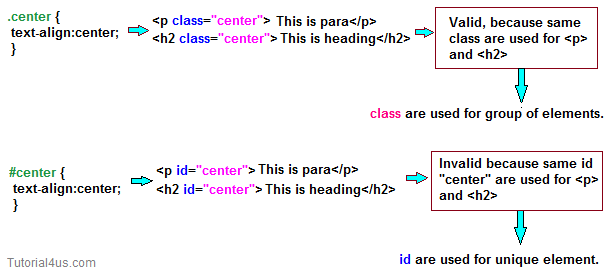 .center {
text-align:center;
}
<p class="center"> This is para</p>
<h2 class="center"> This is heading</h2>
Valid, because same
class are used for <p>
and <h2>
class are used for group of elements.
#center {
text-align:center;
}
<p id="center"> This is para</p>
<h2 id="center"> This is heading</h2>
Invalid because same id
"center" are used for <p>
and <h2>
id are used for unique element.
Tutorial4us.com